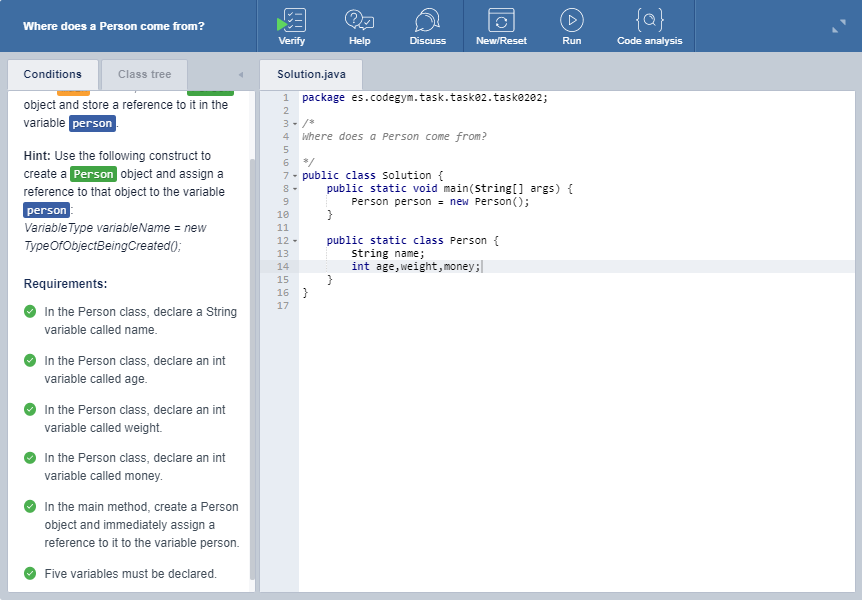 Where does a Person come from?
Verify
Help
Discuss
New/Reset
Run
Code analysis
Conditions
Class tree
object and store a reference to it in the
variable person.
Hint: Use the following construct to
create a Person object and assign a
reference to that object to the variable
person:
VariableType variableName = new
TypeOfObjectBeingCreated();
Requirements:
In the Person class, declare a String
variable called name.
In the Person class, declare an int
variable called age.
In the Person class, declare an int
variable called weight.
In the Person class, declare an int
variable called money.
In the main method, create a Person
object and immediately assign a
reference to it to the variable person.
Five variables must be declared.
Solution.java
1 package es.codegym.task.task02.task0202;
2
3 /*
4 Where does a Person come from?
5
6 */
7 public class Solution {
8 public static void main(String[] args) {
9 Person person = new Person();
10 }
11
12 public static class Person {
13 String name;
14 int age,weight,money;
15 }
16 }
17